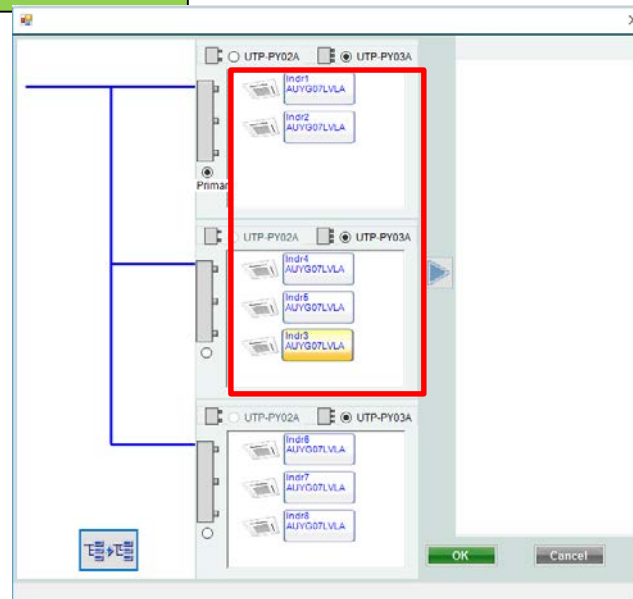 UTP-PY02A UTP-PY03A
Indr1
AUYG07LVLA
Indr2
AUYG07LVLA
Primar
UTP-PY02A UTP-PY03A
Indr4
AUYG07LVLA
Indr5
AUYG07LVLA
Indr3
AUYG07LVLA
UTP-PY02A UTP-PY03A
Indr6
AUYG07LVLA
Indr7
AUYG07LVLA
Indr8
AUYG07LVLA
OK Cancel